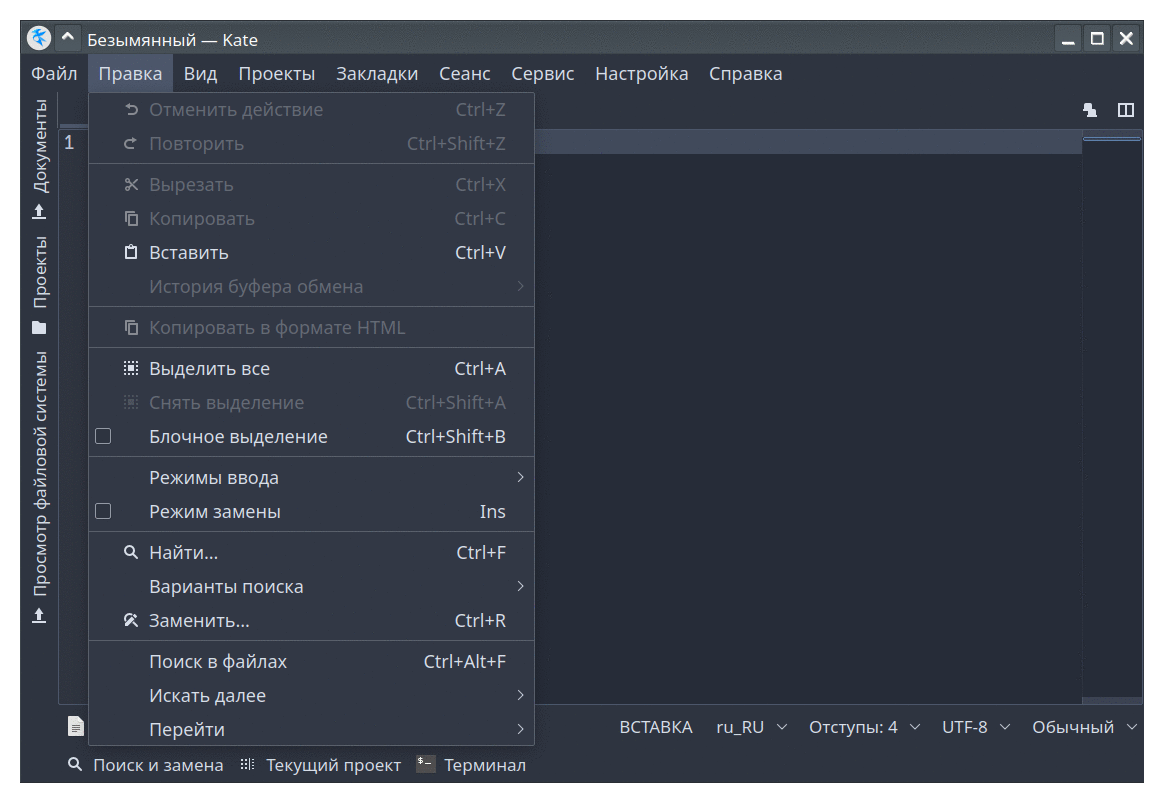 Безымянный — Kate
Файл Правка Вид Проекты Закладки Сеанс Сервис Настройка Справка
Документы
Проекты
Просмотр файловой системы
1
Отменить действие Ctrl+Z
Повторить Ctrl+Shift+Z
Вырезать Ctrl+X
Копировать Ctrl+C
Вставить Ctrl+V
История буфера обмена
Копировать в формате HTML
Выделить все Ctrl+A
Снять выделение Ctrl+Shift+A
Блочное выделение Ctrl+Shift+B
Режимы ввода
Режим замены Ins
Найти... Ctrl+F
Варианты поиска
Заменить... Ctrl+R
Поиск в файлах Ctrl+Alt+F
Искать далее
Перейти
ВСТАВКА ru_RU Отступы: 4 UTF-8 Обычный
Поиск и замена Текущий проект Терминал